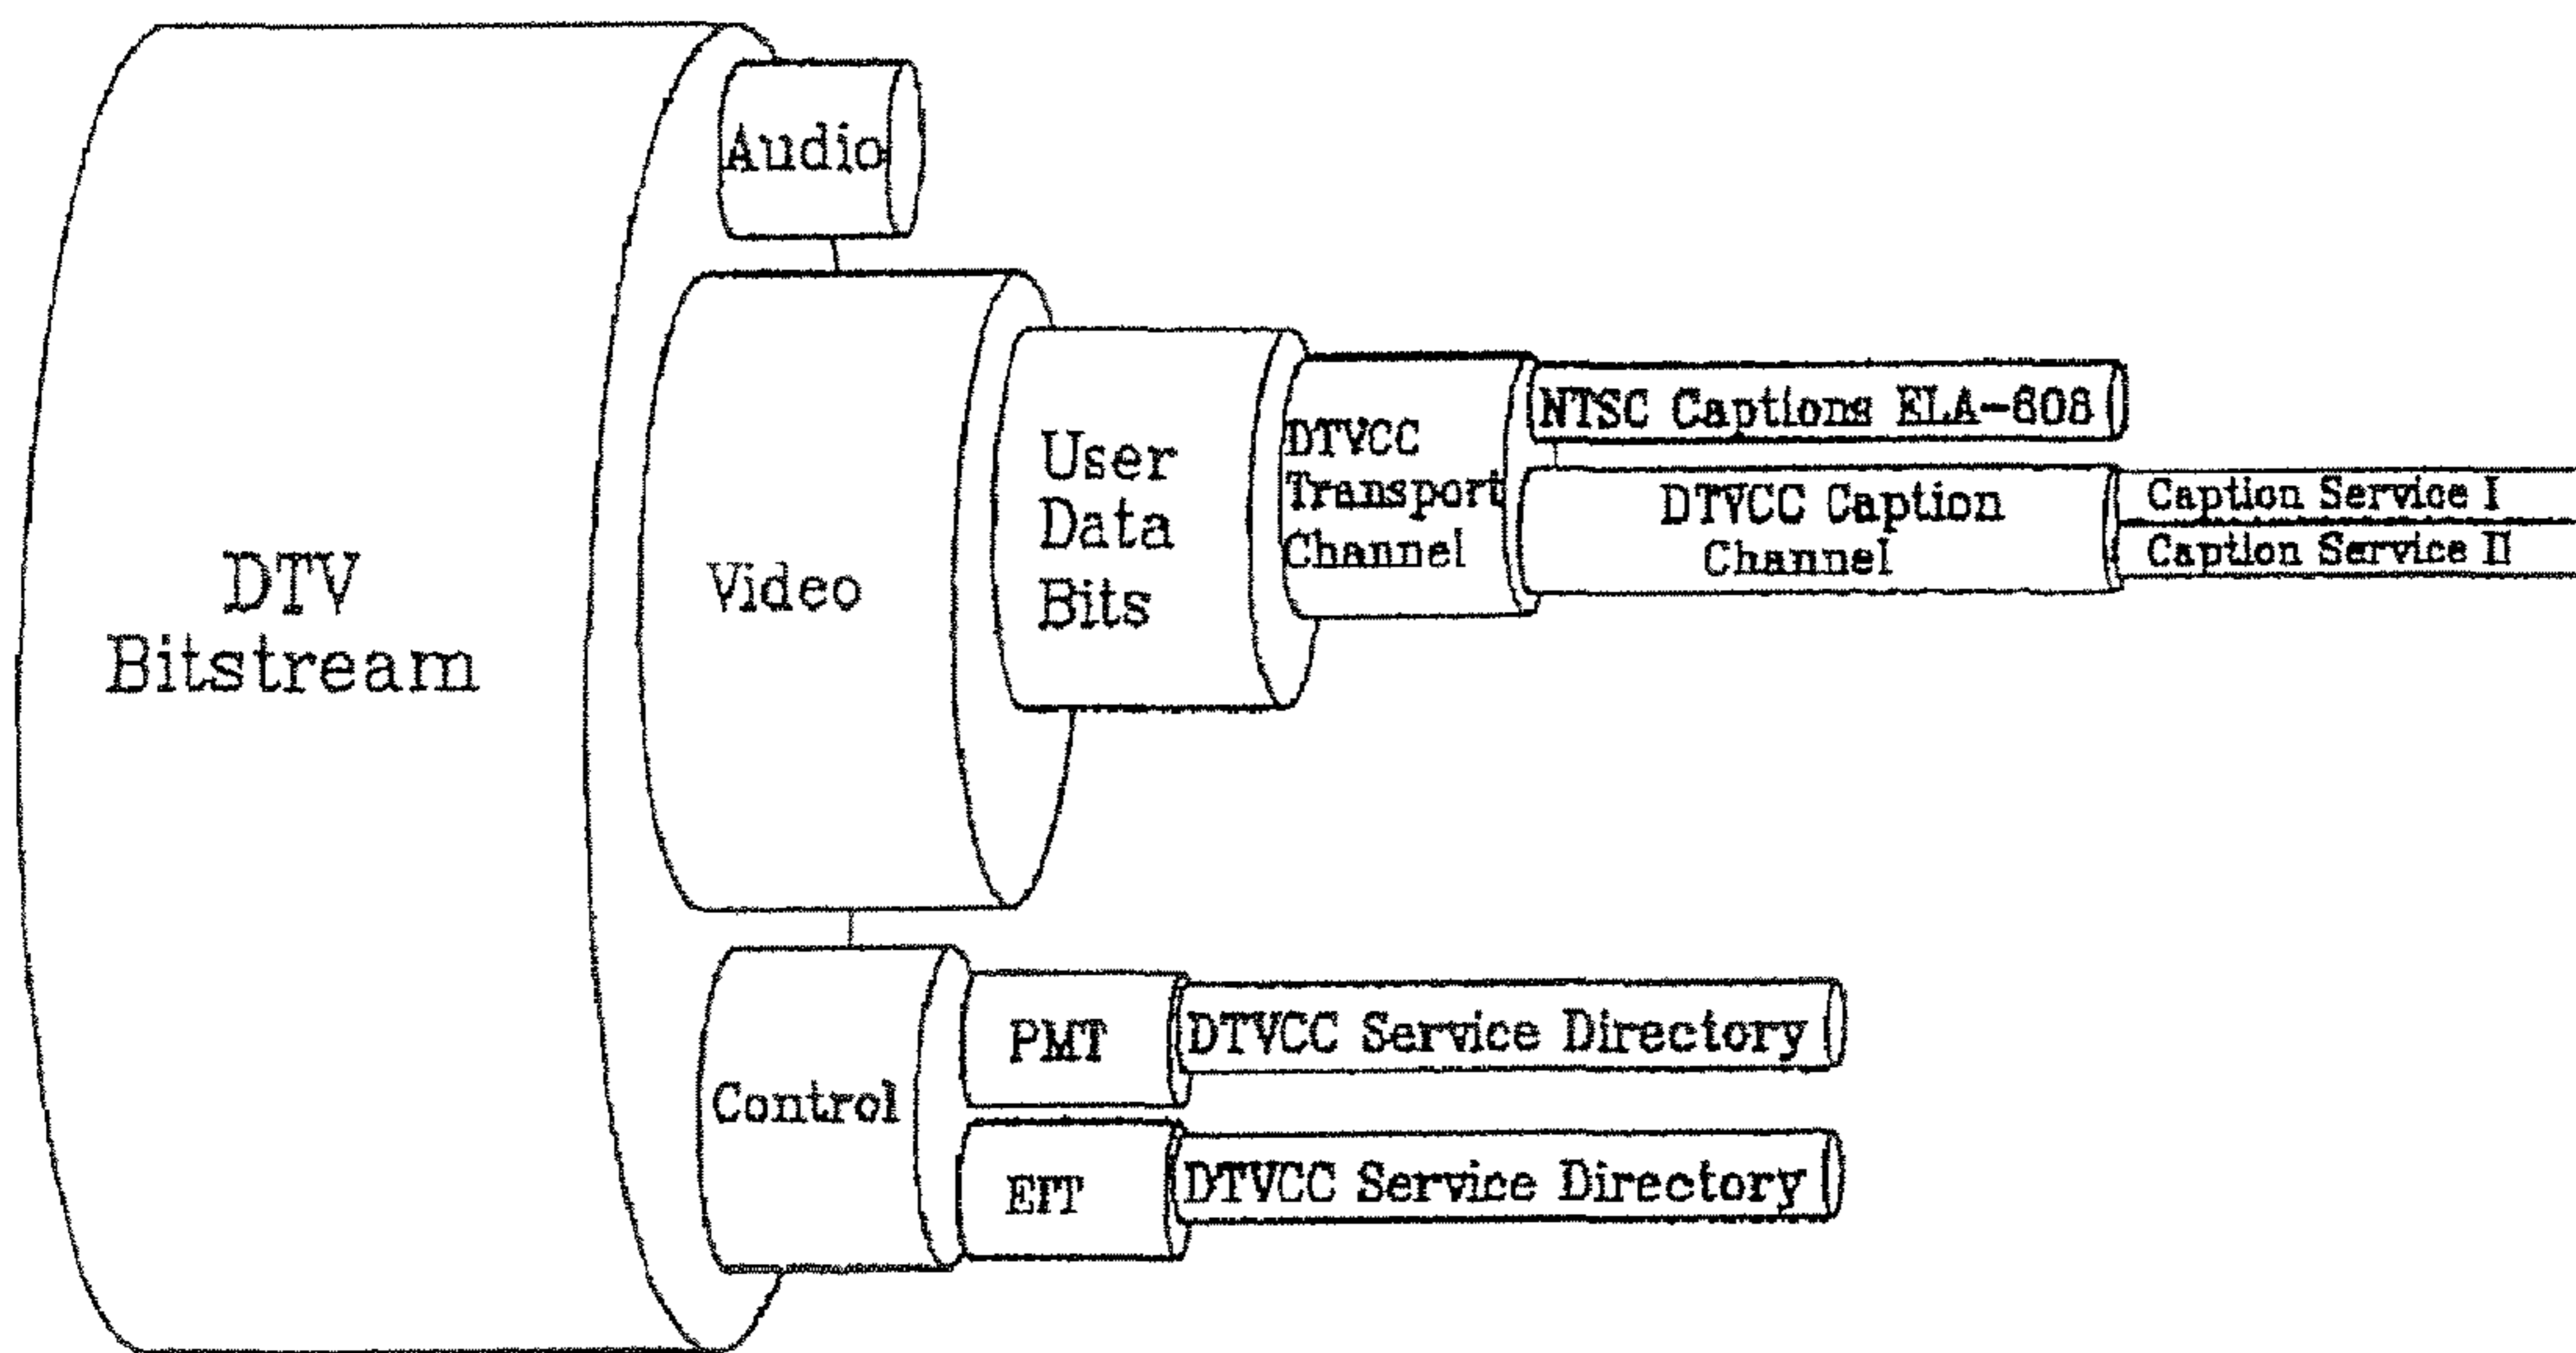 Audio
DTV
Bitstream
Video
User
Data
Bits
DTVCC
Transport
Channel
NTSC Captions ELA-608
DTVCC Caption
Channel
Caption Service I
Caption Service II
Control
PMT
DTVCC Service Directory
EIT
DTVCC Service Directory